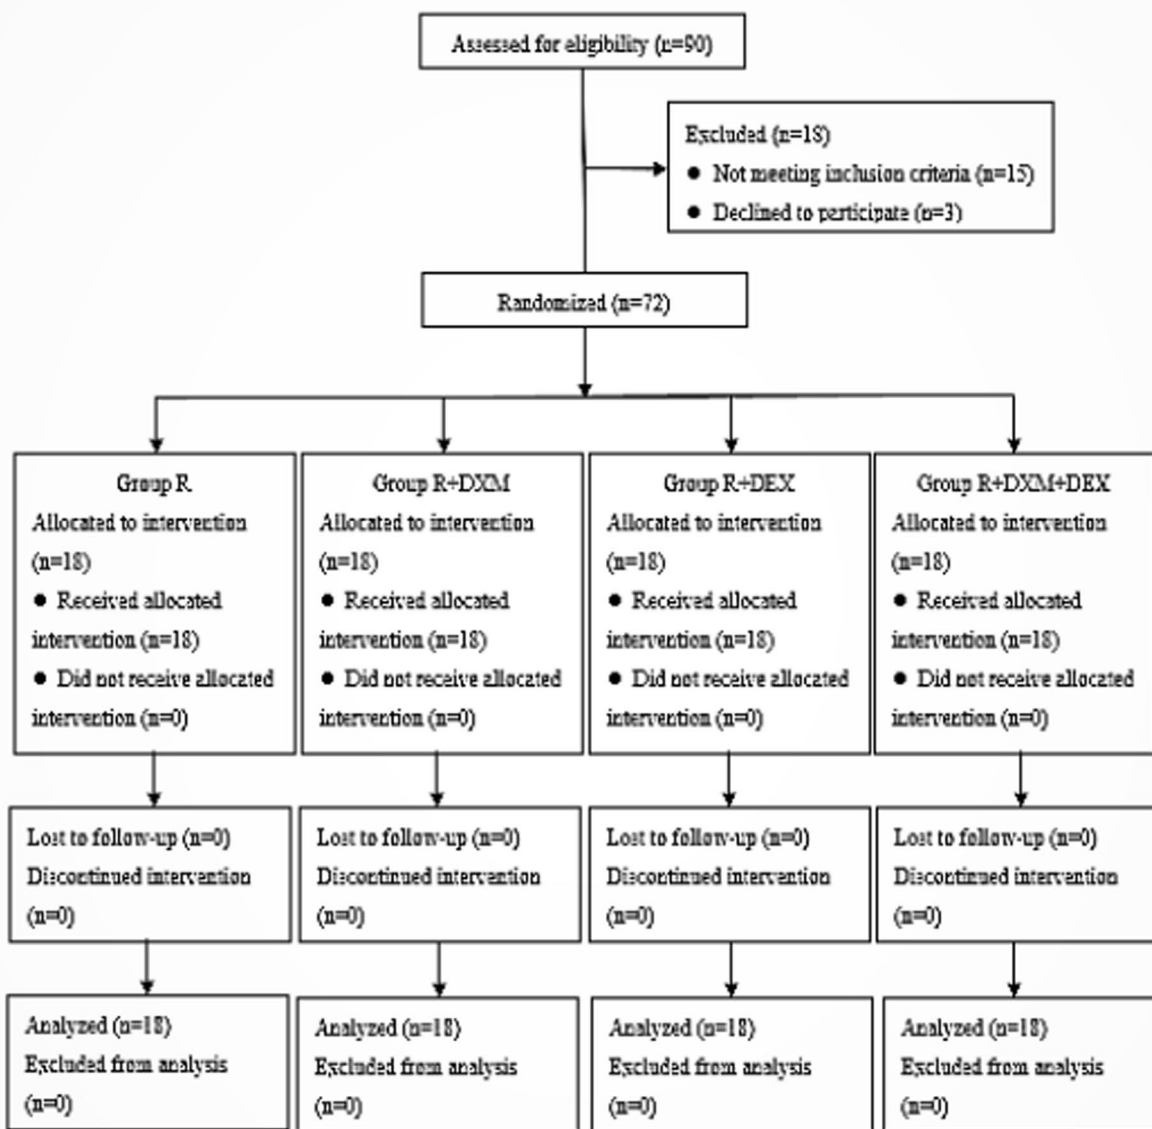 Assessed for eligibility (n=90)
Excluded (n=18)
● Not meeting inclusion criteria (n=15)
● Declined to participate (n=3)
Randomized (n=72)
Group R
Allocated to intervention
(n=18)
● Received allocated
intervention (n=18)
● Did not receive allocated
intervention (n=0)
Group R+DXM
Allocated to intervention
(n=18)
● Received allocated
intervention (n=18)
● Did not receive allocated
intervention (n=0)
Group R+DEX
Allocated to intervention
(n=18)
● Received allocated
intervention (n=18)
● Did not receive allocated
intervention (n=0)
Group R+DXM+DEX
Allocated to intervention
(n=18)
● Received allocated
intervention (n=18)
● Did not receive allocated
intervention (n=0)
Lost to follow-up (n=0)
Discontinued intervention
(n=0)
Lost to follow-up (n=0)
Discontinued intervention
(n=0)
Lost to follow-up (n=0)
Discontinued intervention
(n=0)
Lost to follow-up (n=0)
Discontinued intervention
(n=0)
Analyzed (n=18)
Excluded from analysis
(n=0)
Analyzed (n=18)
Excluded from analysis
(n=0)
Analyzed (n=18)
Excluded from analysis
(n=0)
Analyzed (n=18)
Excluded from analysis
(n=0)